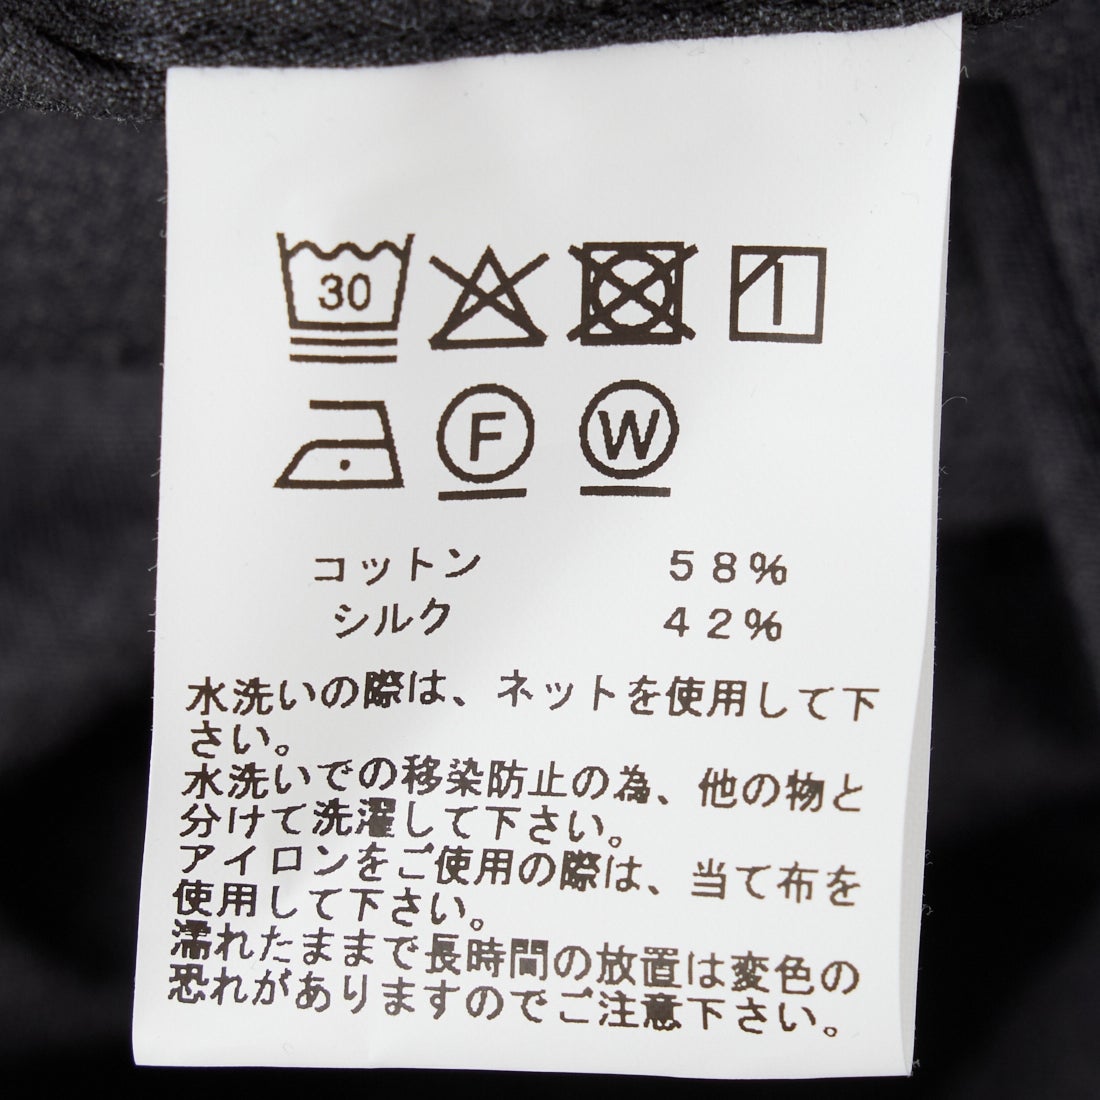 30
F W
コットン 58%
シルク 42%
水洗いの際は、ネットを使用して下
さい。
水洗いでの移染防止の為、他の物と
分けて洗濯して下さい。
アイロンをご使用の際は、当て布を
使用して下さい。
濡れたままで長時間の放置は変色の
恐れがありますのでご注意下さい。